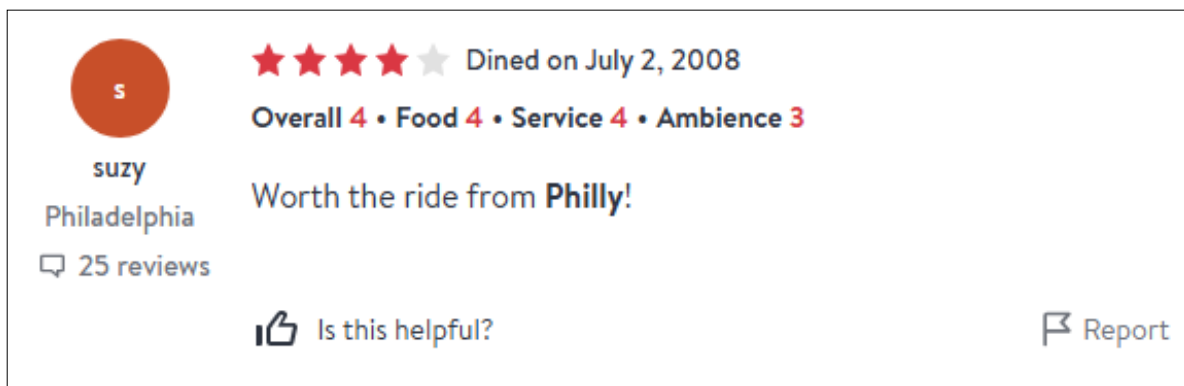 s
suzy
Philadelphia
25 reviews
Dined on July 2, 2008
Overall 4 • Food 4 • Service 4 • Ambience 3
Worth the ride from Philly!
Is this helpful?
Report